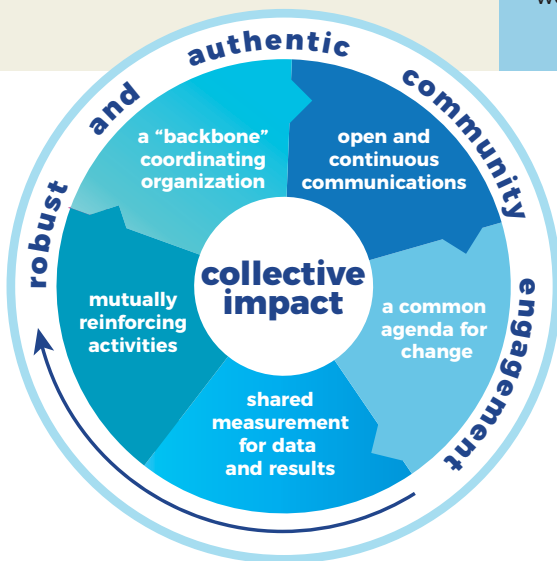 robust and authentic community engagement
a “backbone”
coordinating
organization
open and
continuous
communications
a common
agenda for
change
shared
measurement
for data
and results
mutually
reinforcing
activities
collective
impact